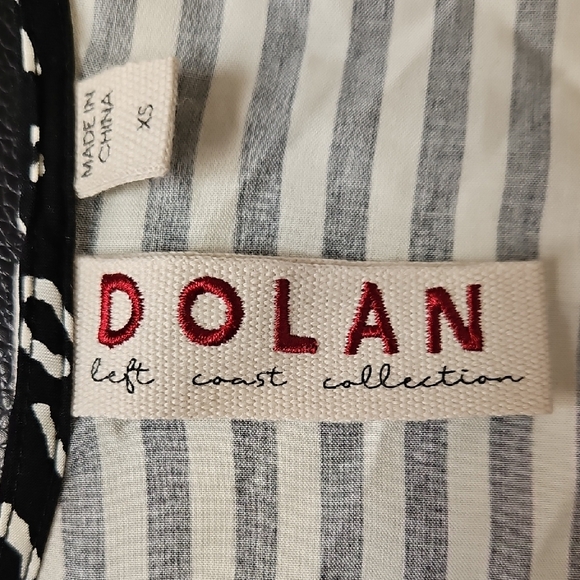 MADE IN
CHINA
XS
DOLAN
left coast collection